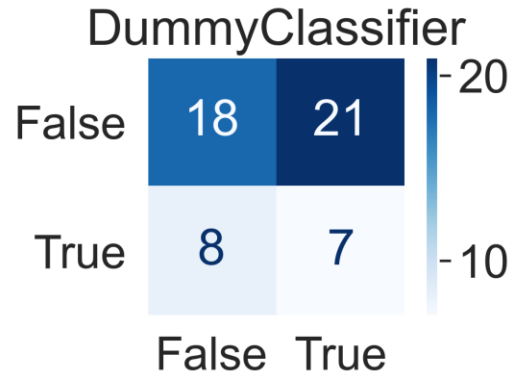 DummyClassifier
20
False 18 21
True 8 7
10
False True